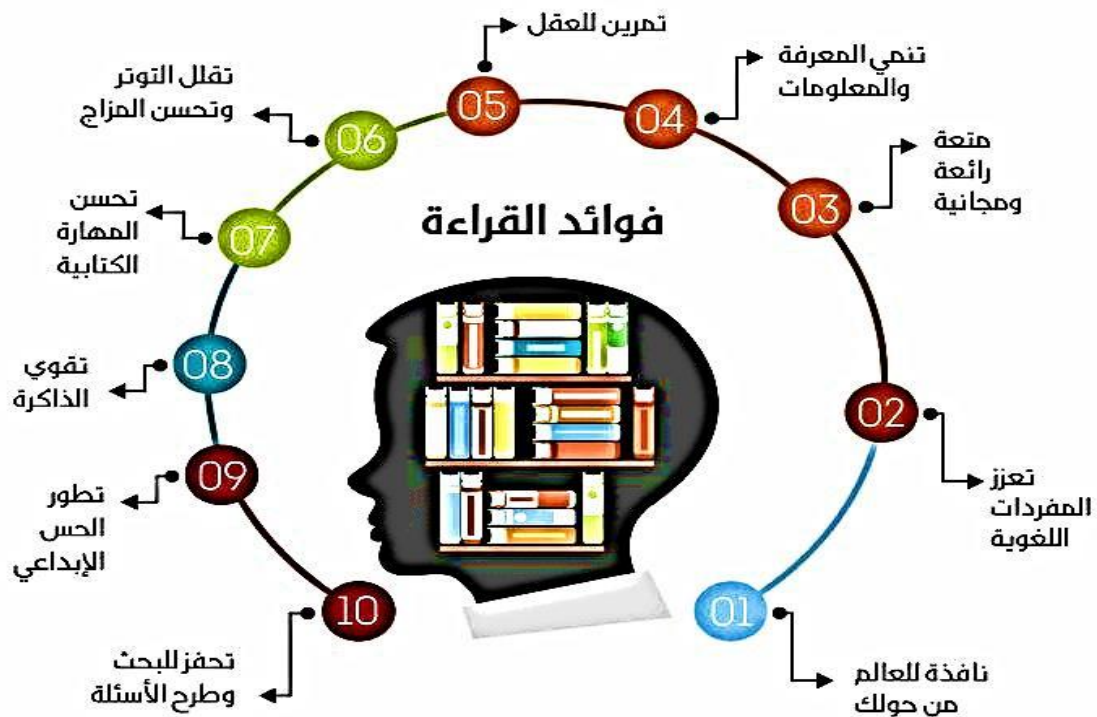 فوائد القراءة
01
نافذة للعالم
من حولك
02
تعزز
المفردات
اللغوية
03
متعة
رائعة
ومجانية
04
تنمي المعرفة
والمعلومات
05
تمرين للعقل
06
تقلل التوتر
وتحسن المزاج
07
تحسن
المهارة
الكتابية
08
تقوي
الذاكرة
09
تطور
الحس
الإبداعي
10
تحفز للبحث
وطرح الأسئلة